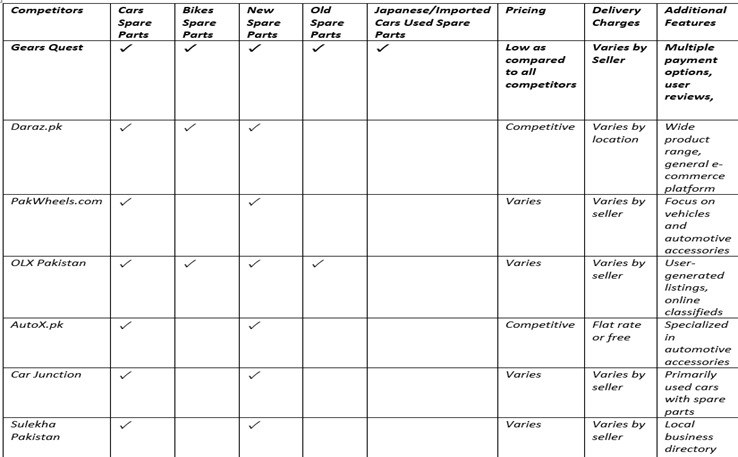 Competitors Cars Spare Parts Bikes Spare Parts New Spare Parts Old Spare Parts Japanese/Imported Cars Used Spare Parts Pricing Delivery Charges Additional Features
Gears Quest ✓ ✓ ✓ ✓ ✓ Low as compared to all competitors Varies by Seller Multiple payment options, user reviews,
Daraz.pk ✓ ✓ ✓ Competitive Varies by location Wide product range, general e-commerce platform
PakWheels.com ✓ ✓ Varies Varies by seller Focus on vehicles and automotive accessories
OLX Pakistan ✓ ✓ ✓ ✓ Varies Varies by seller User-generated listings, online classifieds
AutoX.pk ✓ ✓ Competitive Flat rate or free Specialized in automotive accessories
Car Junction ✓ ✓ Varies Varies by seller Primarily used cars with spare parts
Sulekha Pakistan ✓ ✓ Varies Varies by seller Local business directory